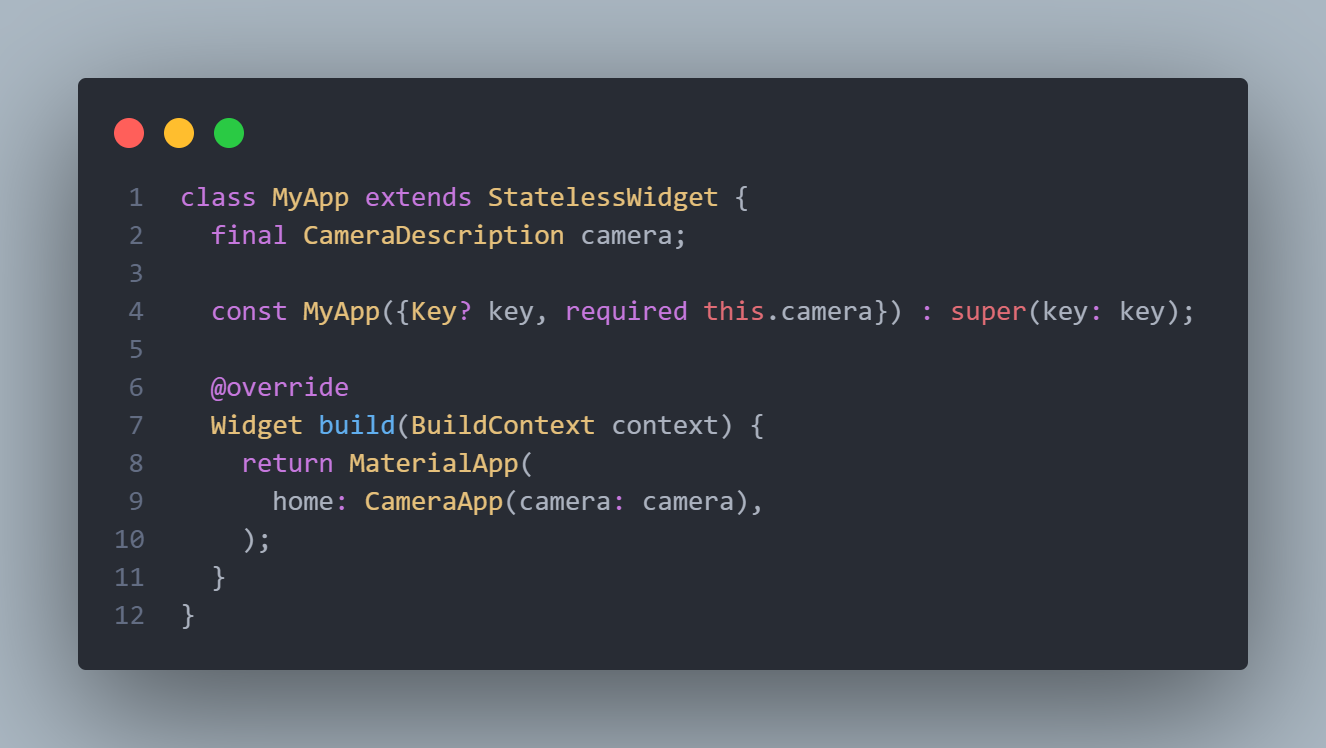 1 class MyApp extends StatelessWidget {
2   final CameraDescription camera;
3
4   const MyApp({Key? key, required this.camera}) : super(key: key);
5
6   @override
7   Widget build(BuildContext context) {
8     return MaterialApp(
9       home: CameraApp(camera: camera),
10     );
11   }
12 }